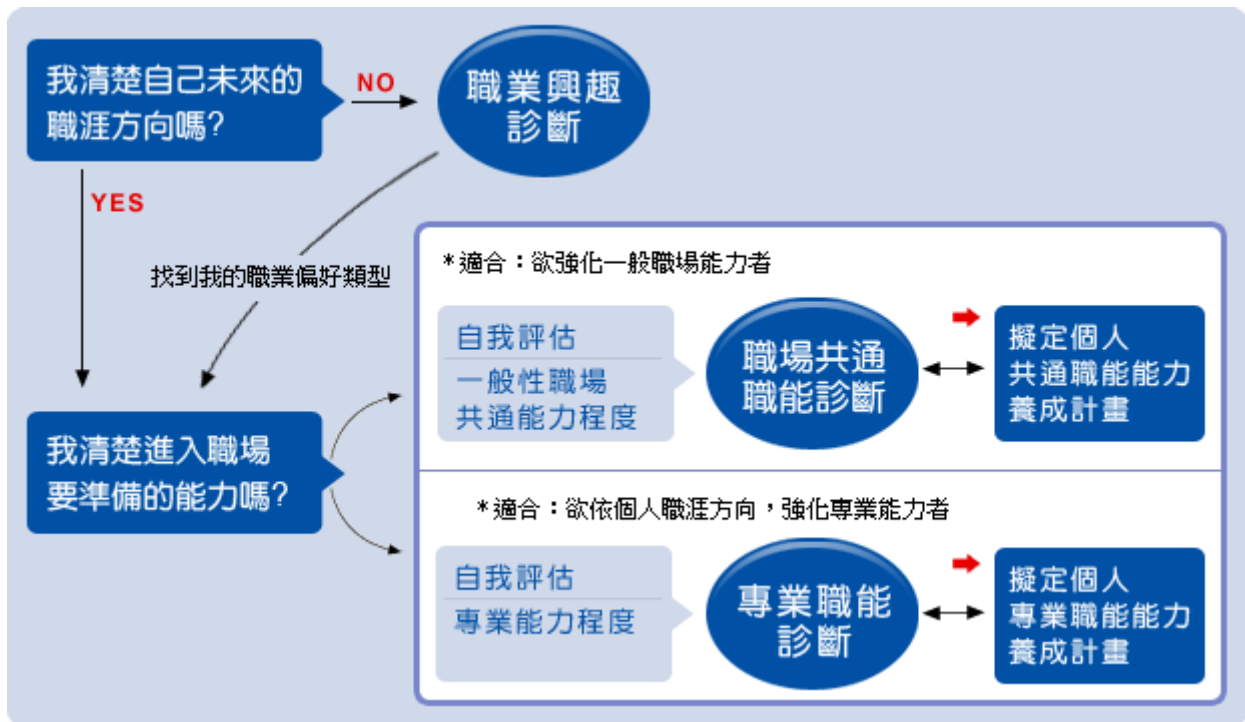 我清楚自己未來的
職涯方向嗎?
NO
職業興趣
診斷
YES
找到我的職業偏好類型
我清楚進入職場
要準備的能力嗎?
*適合：欲強化一般職場能力者
自我評估
一般性職場
共通能力程度
職場共通
職能診斷
擬定個人
共通職能能力
養成計畫
*適合：欲依個人職涯方向，強化專業能力者
自我評估
專業能力程度
專業職能
診斷
擬定個人
專業職能能力
養成計畫